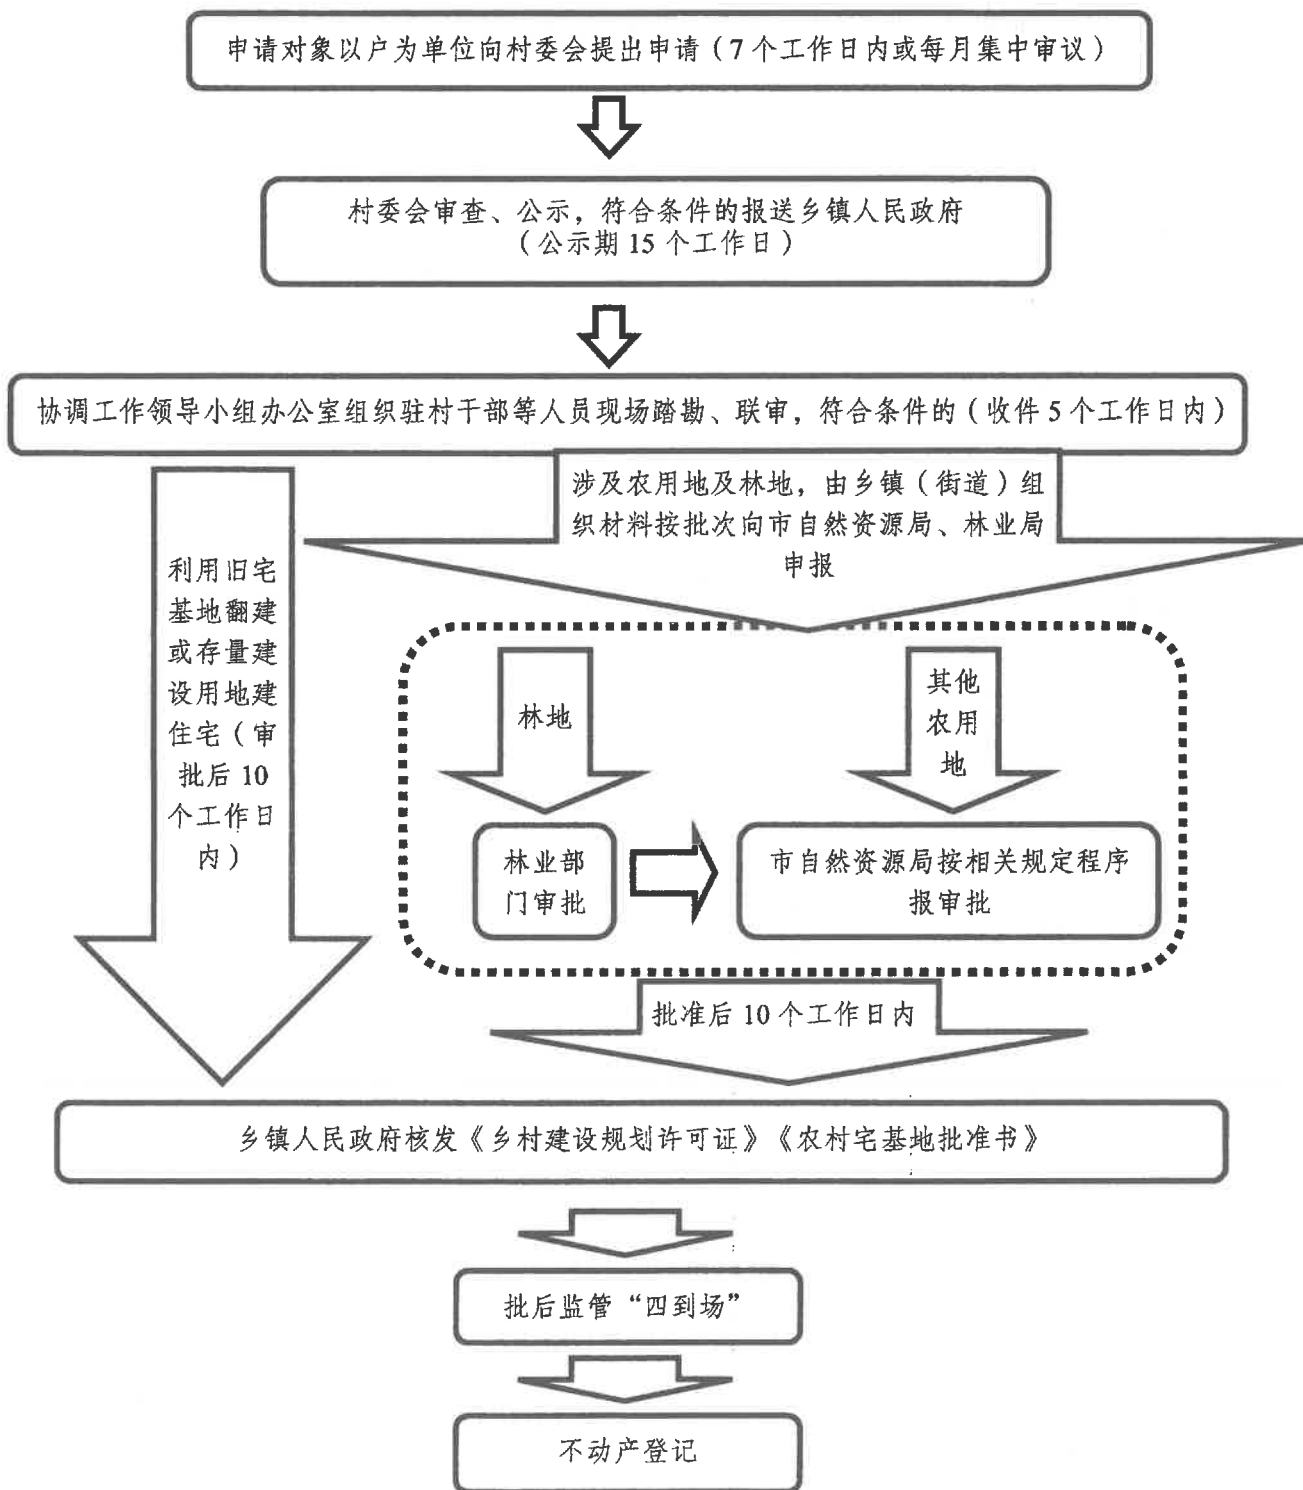 申请对象以户为单位向村委会提出申请（7 个工作日内或每月集中审议）
村委会审查、公示，符合条件的报送乡镇人民政府
（公示期 15 个工作日）
协调工作领导小组办公室组织驻村干部等人员现场踏勘、联审，符合条件的（收件 5 个工作日内）
涉及农用地及林地，由乡镇（街道）组
织材料按批次向市自然资源局、林业局
申报
利用旧宅
基地翻建
或存量建
设用地建
住宅（审
批后 10
个工作日
内）
林地
其他
农用
地
林业部
门审批
市自然资源局按相关规定程序
报审批
批准后 10 个工作日内
乡镇人民政府核发《乡村建设规划许可证》《农村宅基地批准书》
批后监管“四到场”
不动产登记